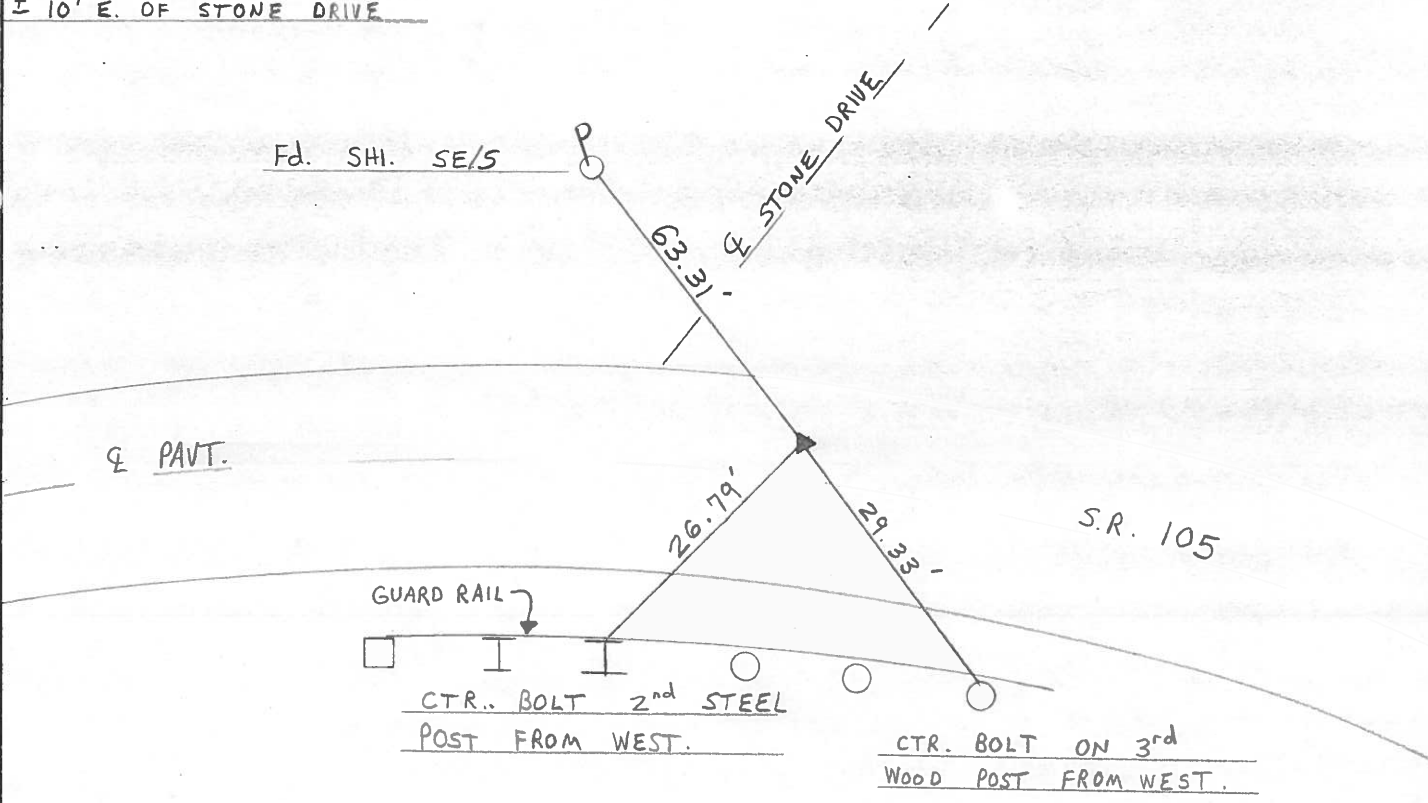 ± 10' E. OF STONE DRIVE
P
Fd. SHI. SE/S
℄ STONE DRIVE
63.31'
℄ PAVT.
26.79'
29.33'
S.R. 105
GUARD RAIL
CTR. BOLT 2nd STEEL
POST FROM WEST.
CTR. BOLT ON 3rd
WOOD POST FROM WEST.